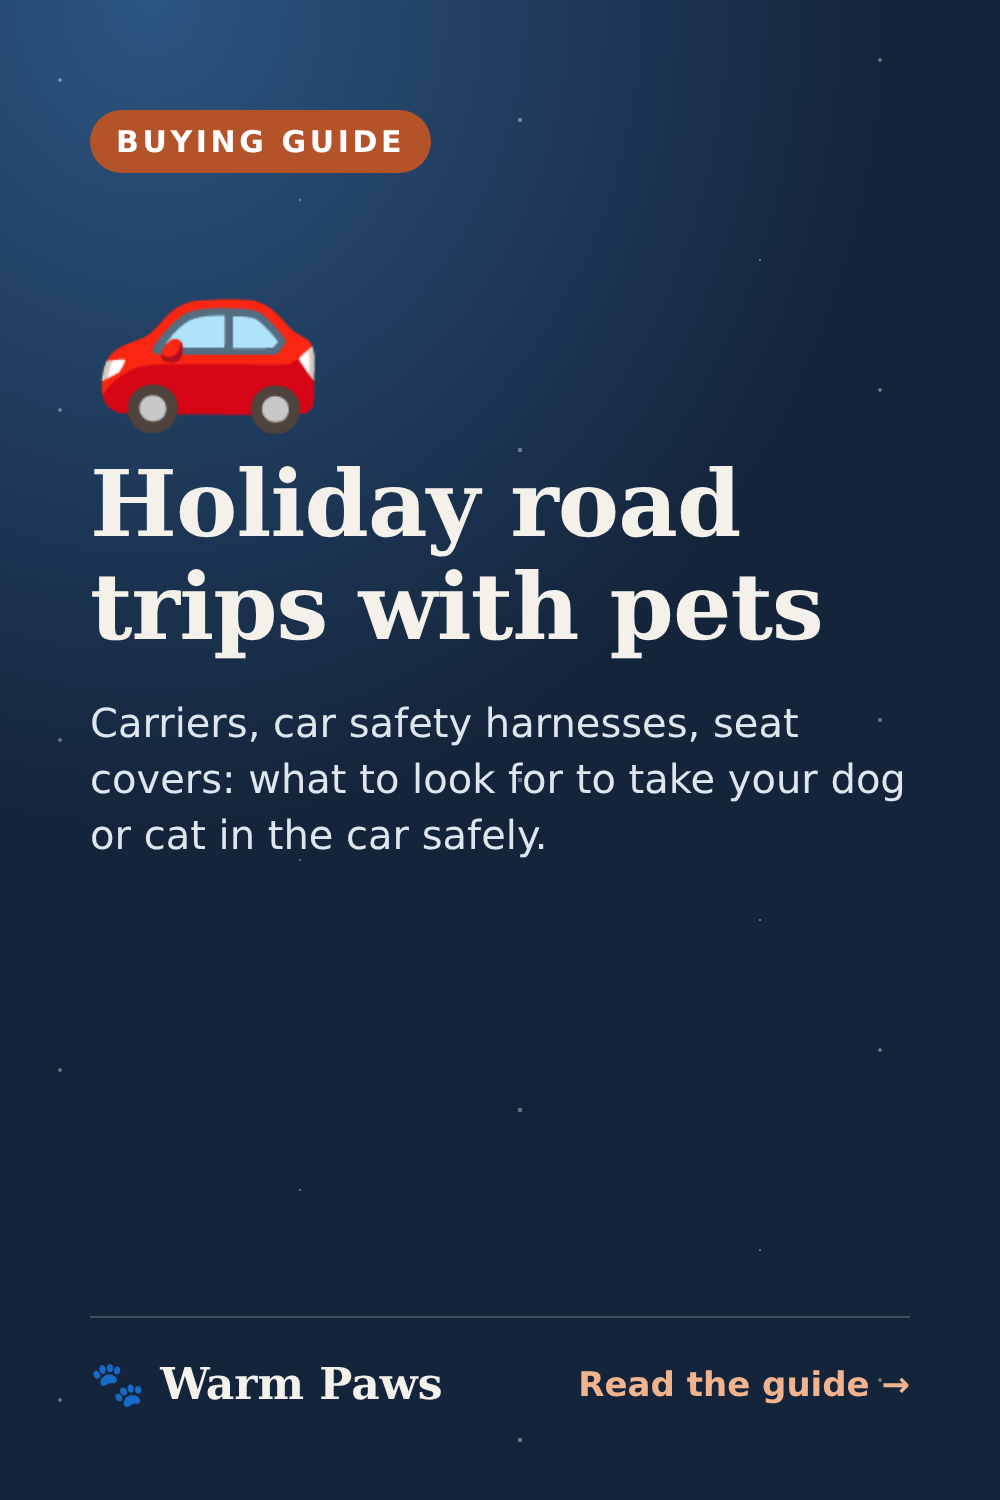 BUYING GUIDE
Holiday road
trips with pets
Carriers, car safety harnesses, seat
covers: what to look for to take your dog
or cat in the car safely.
Warm Paws
Read the guide →